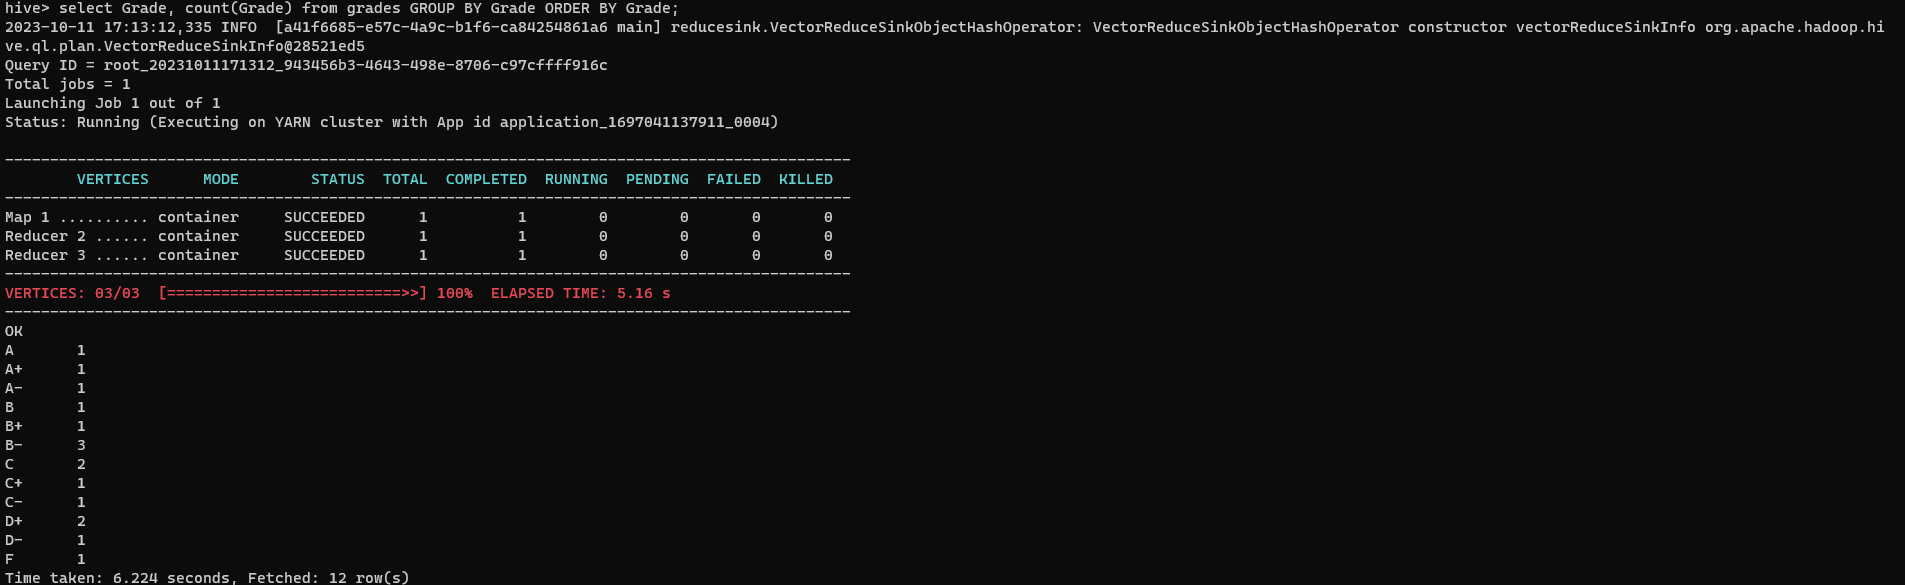 hive> select Grade, count(Grade) from grades GROUP BY Grade ORDER BY Grade;
2023-10-11 17:13:12,335 INFO  [a41f6685-e57c-4a9c-b1f6-ca84254861a6 main] reducesink.VectorReduceSinkObjectHashOperator: VectorReduceSinkObjectHashOperator constructor vectorReduceSinkInfo org.apache.hadoop.hi
ve.ql.plan.VectorReduceSinkInfo@28521ed5
Query ID = root_20231011171312_943456b3-4643-498e-8706-c97cffff916c
Total jobs = 1
Launching Job 1 out of 1
Status: Running (Executing on YARN cluster with App id application_1697041137911_0004)

----------------------------------------------------------------------------------------------
        VERTICES      MODE        STATUS  TOTAL  COMPLETED  RUNNING  PENDING  FAILED  KILLED
----------------------------------------------------------------------------------------------
Map 1 .......... container     SUCCEEDED      1          1        0        0       0       0
Reducer 2 ...... container     SUCCEEDED      1          1        0        0       0       0
Reducer 3 ...... container     SUCCEEDED      1          1        0        0       0       0
----------------------------------------------------------------------------------------------
VERTICES: 03/03  [==========================>>] 100%  ELAPSED TIME: 5.16 s
----------------------------------------------------------------------------------------------
OK
A       1
A+      1
A-      1
B       1
B+      1
B-      3
C       2
C+      1
C-      1
D+      2
D-      1
F       1
Time taken: 6.224 seconds, Fetched: 12 row(s)